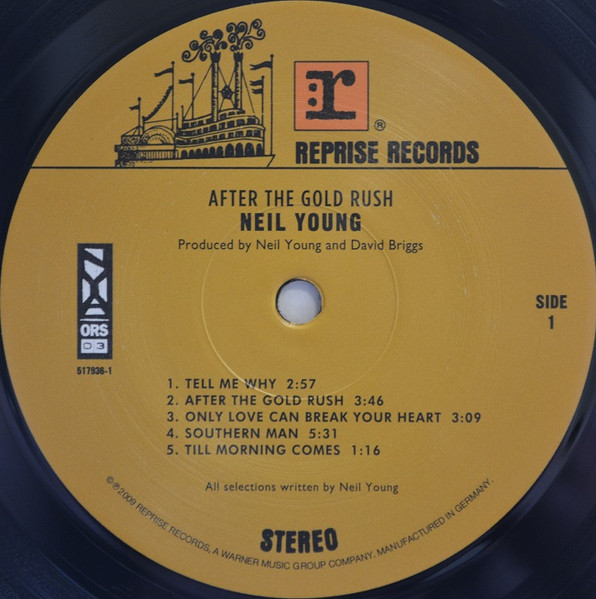 r
®
REPRISE RECORDS
AFTER THE GOLD RUSH
NEIL YOUNG
Produced by Neil Young and David Briggs
NYA
ORS
D3
517936-1
SIDE
1
1. TELL ME WHY 2:57
2. AFTER THE GOLD RUSH 3:46
3. ONLY LOVE CAN BREAK YOUR HEART 3:09
4. SOUTHERN MAN 5:31
5. TILL MORNING COMES 1:16
All selections written by Neil Young
STEREO
©℗2009 REPRISE RECORDS, A WARNER MUSIC GROUP COMPANY. MANUFACTURED IN GERMANY.